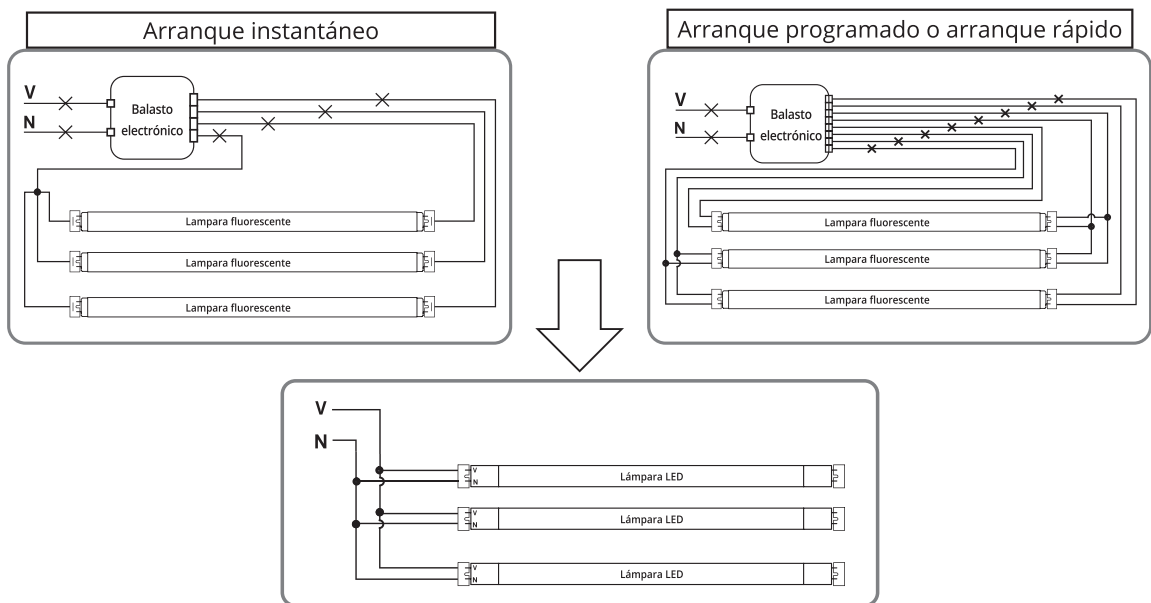 Arranque instantáneo
V
N
Balasto
electrónico
Lampara fluorescente
Lampara fluorescente
Lampara fluorescente
Arranque programado o arranque rápido
V
N
Balasto
electrónico
Lampara fluorescente
Lampara fluorescente
Lampara fluorescente
V
N
V
N
Lámpara LED
V
N
Lámpara LED
V
N
Lámpara LED